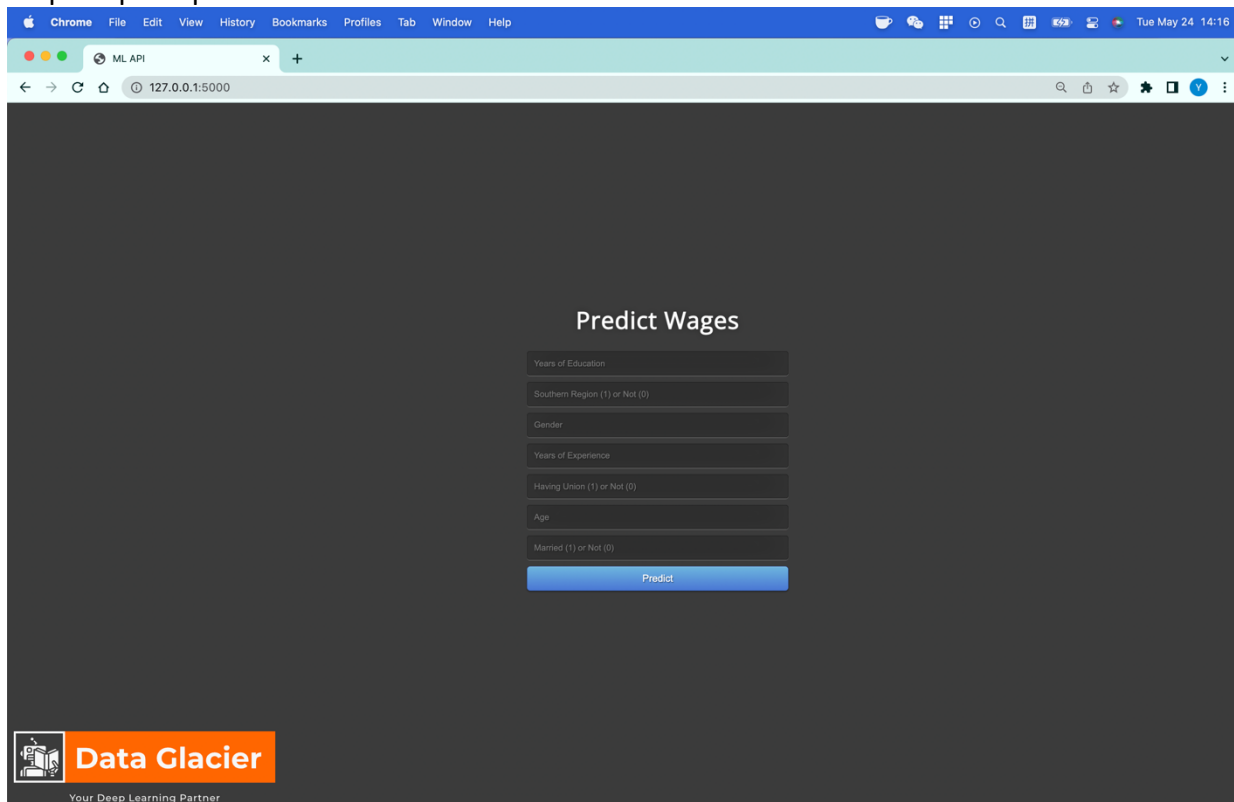 Chrome File Edit View History Bookmarks Profiles Tab Window Help 拼 Tue May 24 14:16
ML API
127.0.0.1:5000 Y
Predict Wages
Years of Education
Southern Region (1) or Not (0)
Gender
Years of Experience
Having Union (1) or Not (0)
Age
Married (1) or Not (0)
Predict
Data Glacier
Your Deep Learning Partner